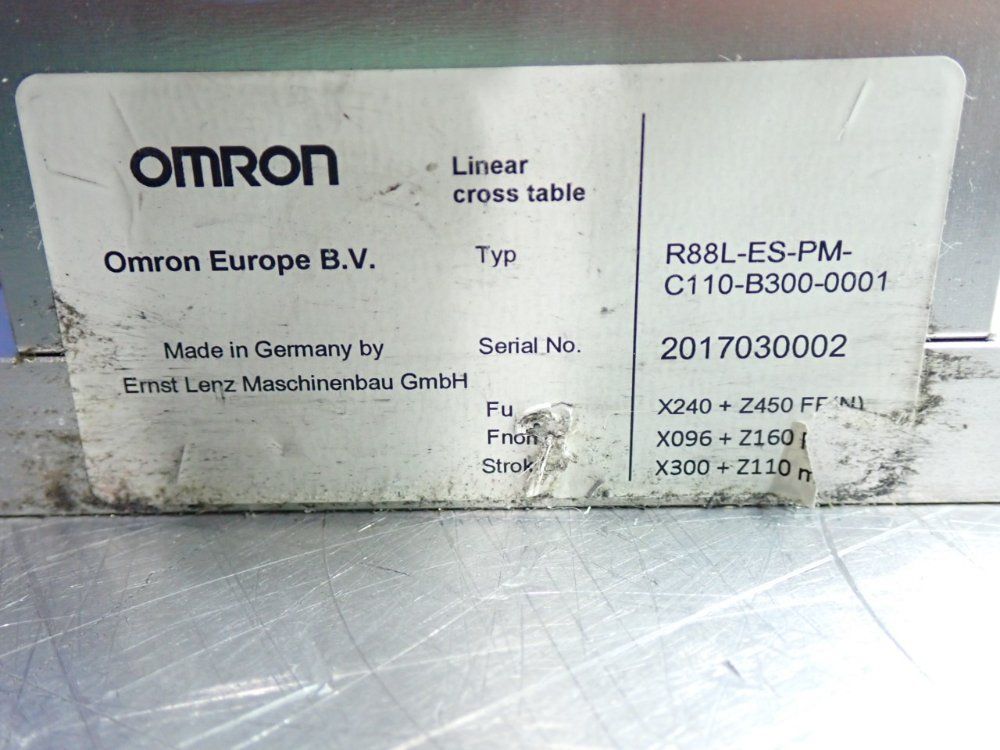 OMRON
Linear
cross table
Omron Europe B.V.
Typ
R88L-ES-PM-
C110-B300-0001
Made in Germany by
Ernst Lenz Maschinenbau GmbH
Serial No.
2017030002
Fu
X240 + Z450
X096 + Z160
X300 + Z110